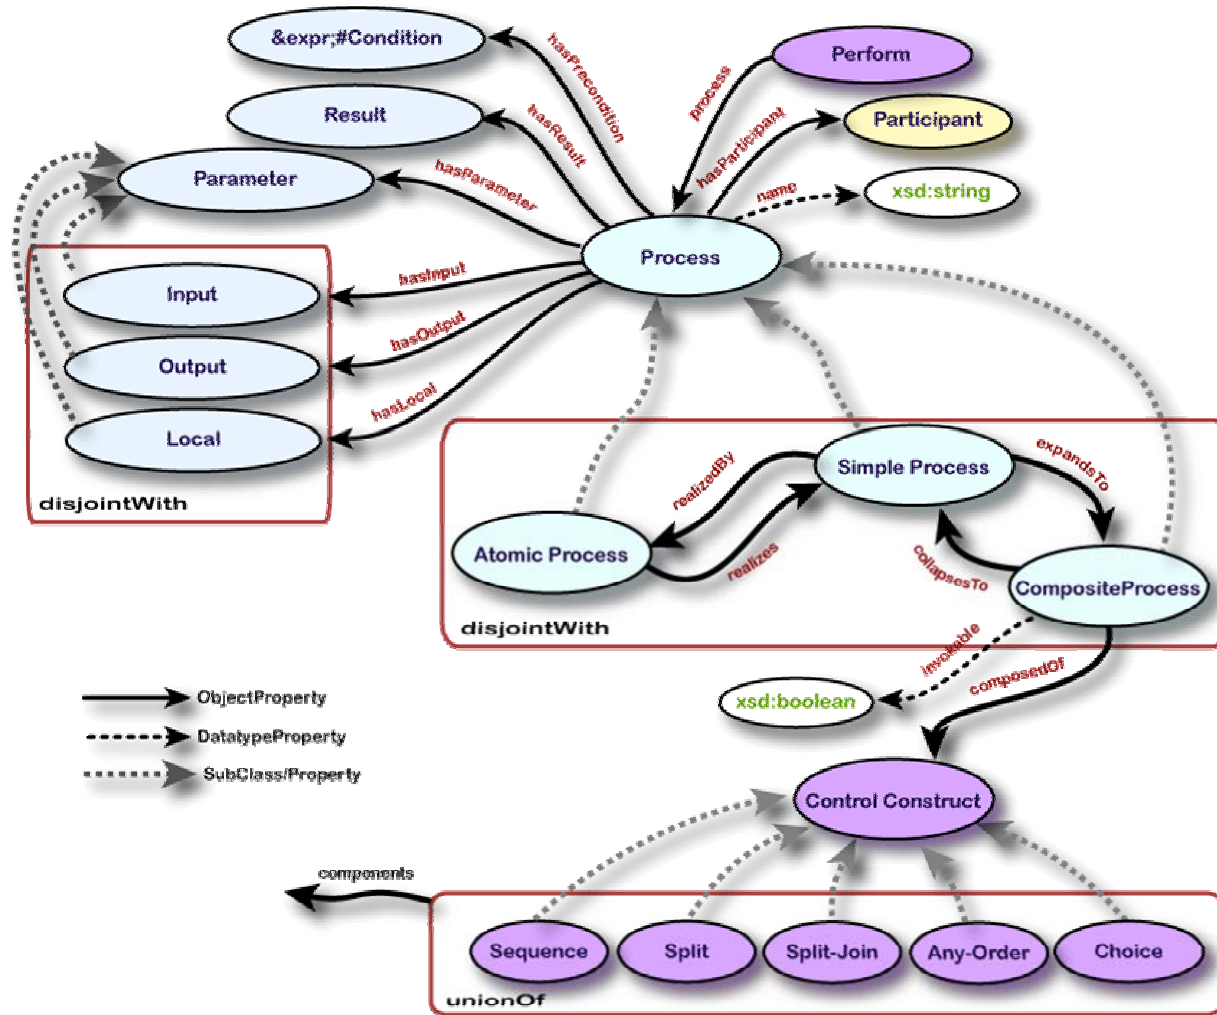 &expr;#Condition
Perform
hasPrecondition
process
Result
hasResult
hasParticipant
Participant
Parameter
hasParameter
name
xsd:string
Process
hasInput
Input
hasOutput
Output
hasLocal
Local
disjointWith
realizedBy
Simple Process
expandsTo
Atomic Process
realizes
collapsesTo
CompositeProcess
disjointWith
invokable
composedOf
ObjectProperty
xsd:boolean
DatatypeProperty
SubClass/Property
Control Construct
components
Sequence
Split
Split-Join
Any-Order
Choice
unionOf